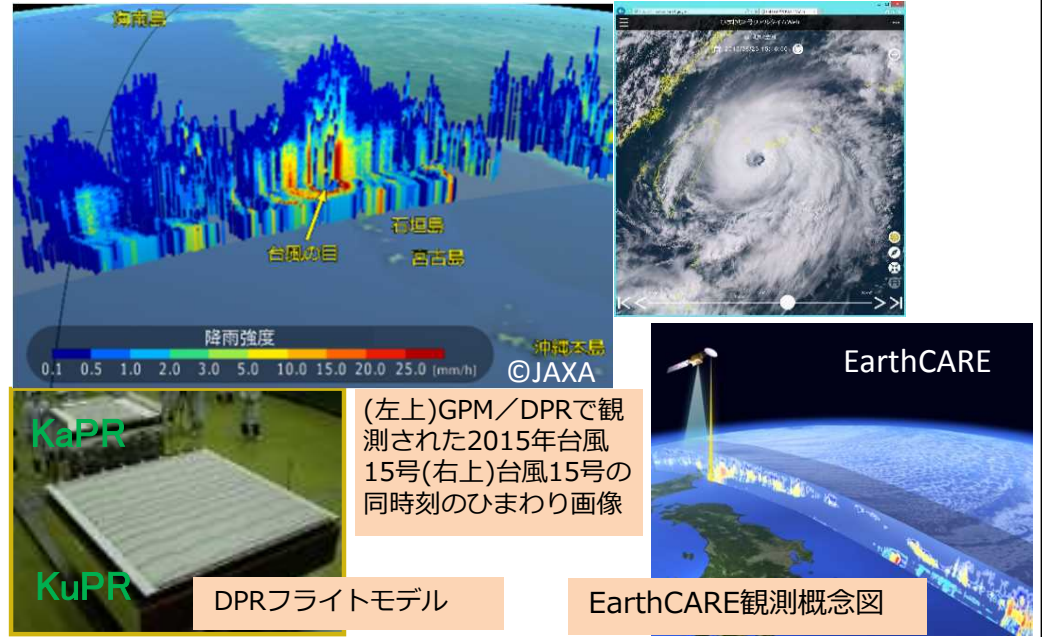 海南島
石垣島
台風の目
宮古島
沖縄本島
降雨強度
0.1 0.5 1.0 2.0 3.0 5.0 10.0 15.0 20.0 25.0 [mm/h]
©JAXA
EarthCARE
KaPR
KuPR
(左上)GPM／DPRで観
測された2015年台風
15号(右上)台風15号の
同時刻のひまわり画像
DPRフライトモデル
EarthCARE観測概念図